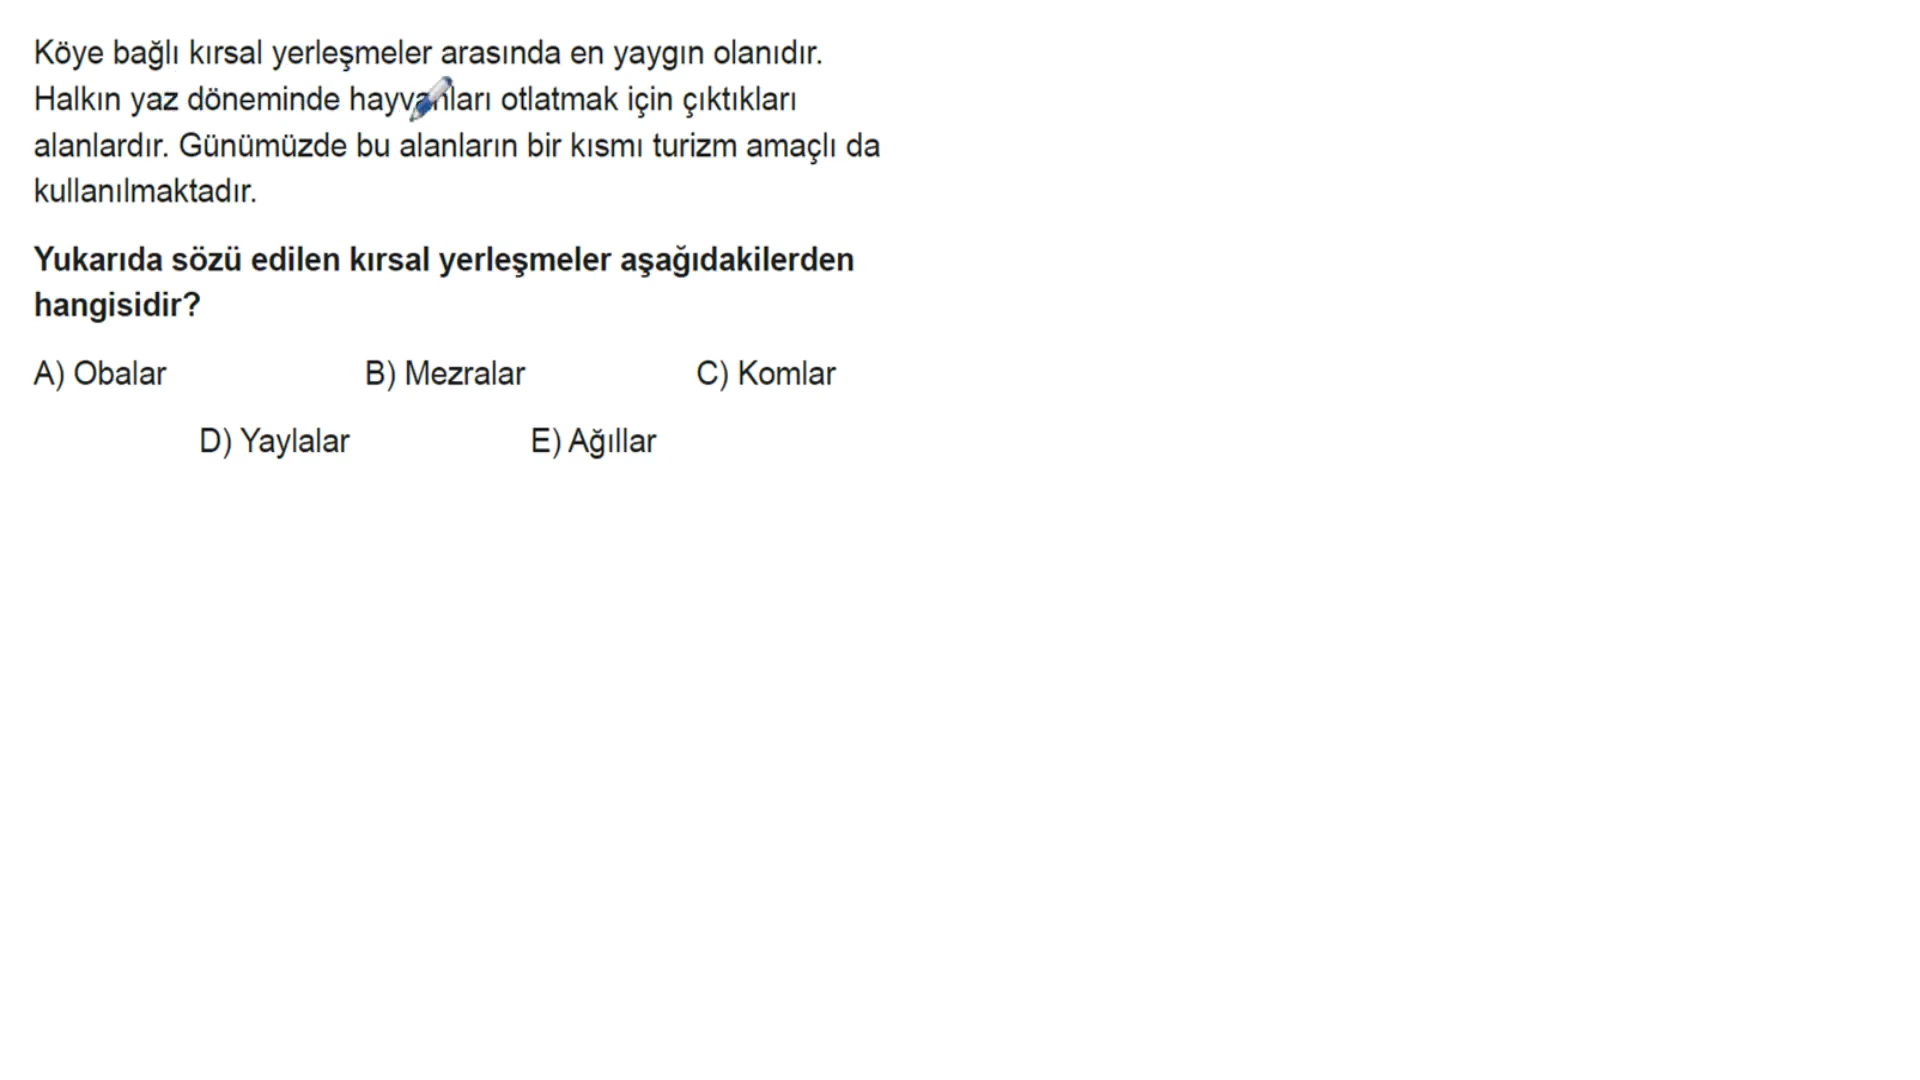 Köye bağlı kırsal yerleşmeler arasında en yaygın olanıdır.
Halkın yaz döneminde hayvanları otlatmak için çıktıkları
alanlardır. Günümüzde bu alanların bir kısmı turizm amaçlı da
kullanılmaktadır.
Yukarıda sözü edilen kırsal yerleşmeler aşağıdakilerden
hangisidir?
A) Obalar B) Mezralar C) Komlar
D) Yaylalar E) Ağıllar